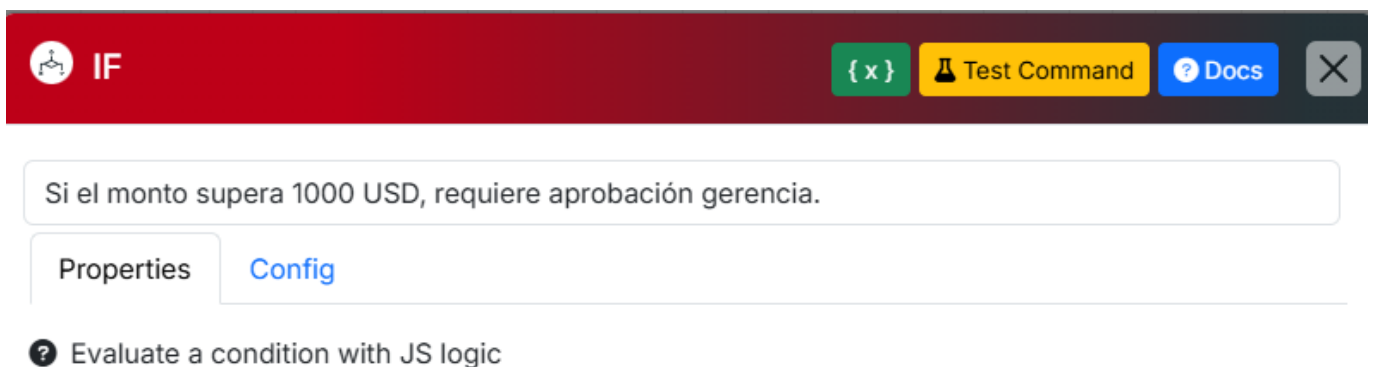 IF
{ x } Test Command Docs
Si el monto supera 1000 USD, requiere aprobación gerencia.
Properties Config
Evaluate a condition with JS logic